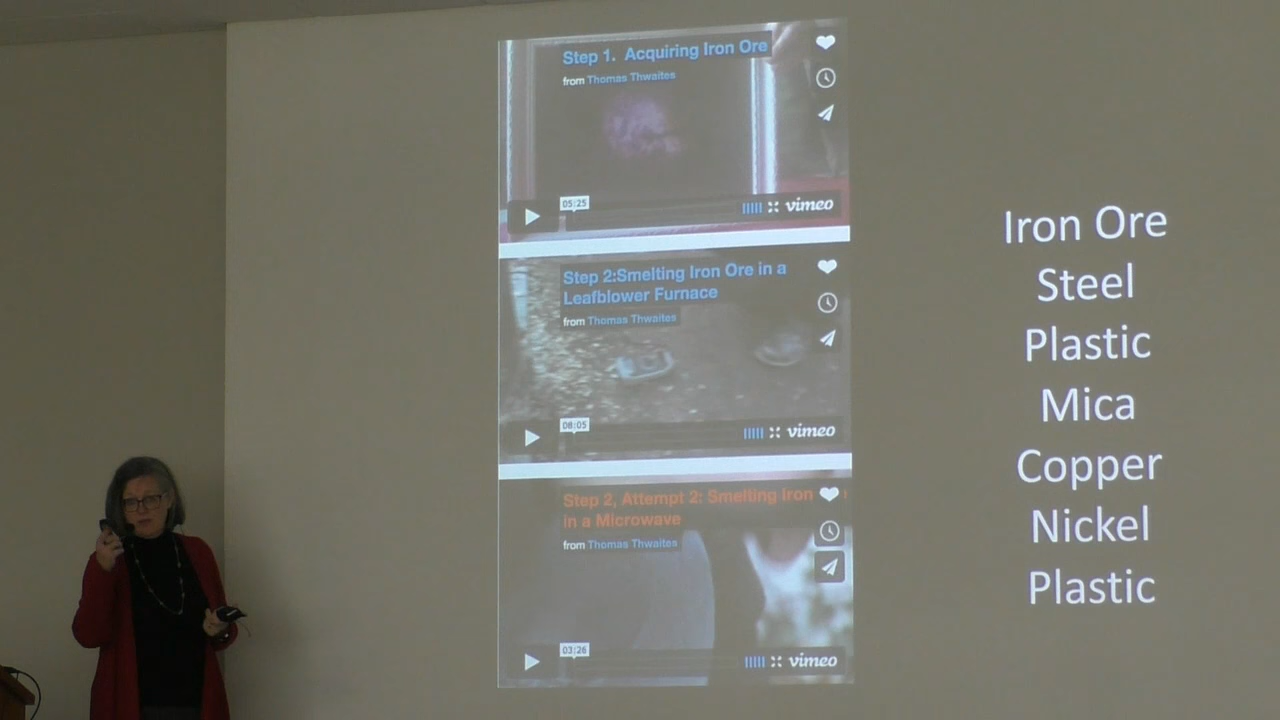 Step 1. Acquiring Iron Ore
from Thomas Thwaites
05:25
vimeo
Step 2:Smelting Iron Ore in a
Leafblower Furnace
from Thomas Thwaites
08:05
vimeo
Step 2, Attempt 2: Smelting Iron
in a Microwave
from Thomas Thwaites
03:26
vimeo
Iron Ore
Steel
Plastic
Mica
Copper
Nickel
Plastic